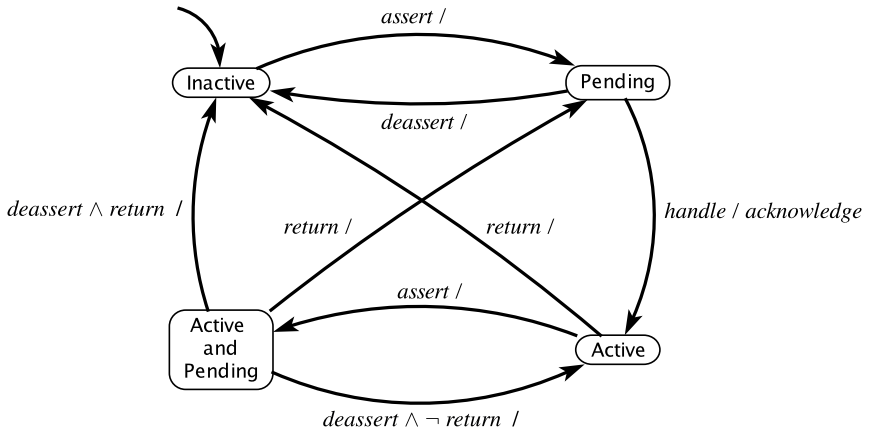 assert /
Inactive
Pending
deassert /
deassert ∧ return /
return /
return /
handle / acknowledge
assert /
Active
and
Pending
Active
deassert ∧ ¬ return /